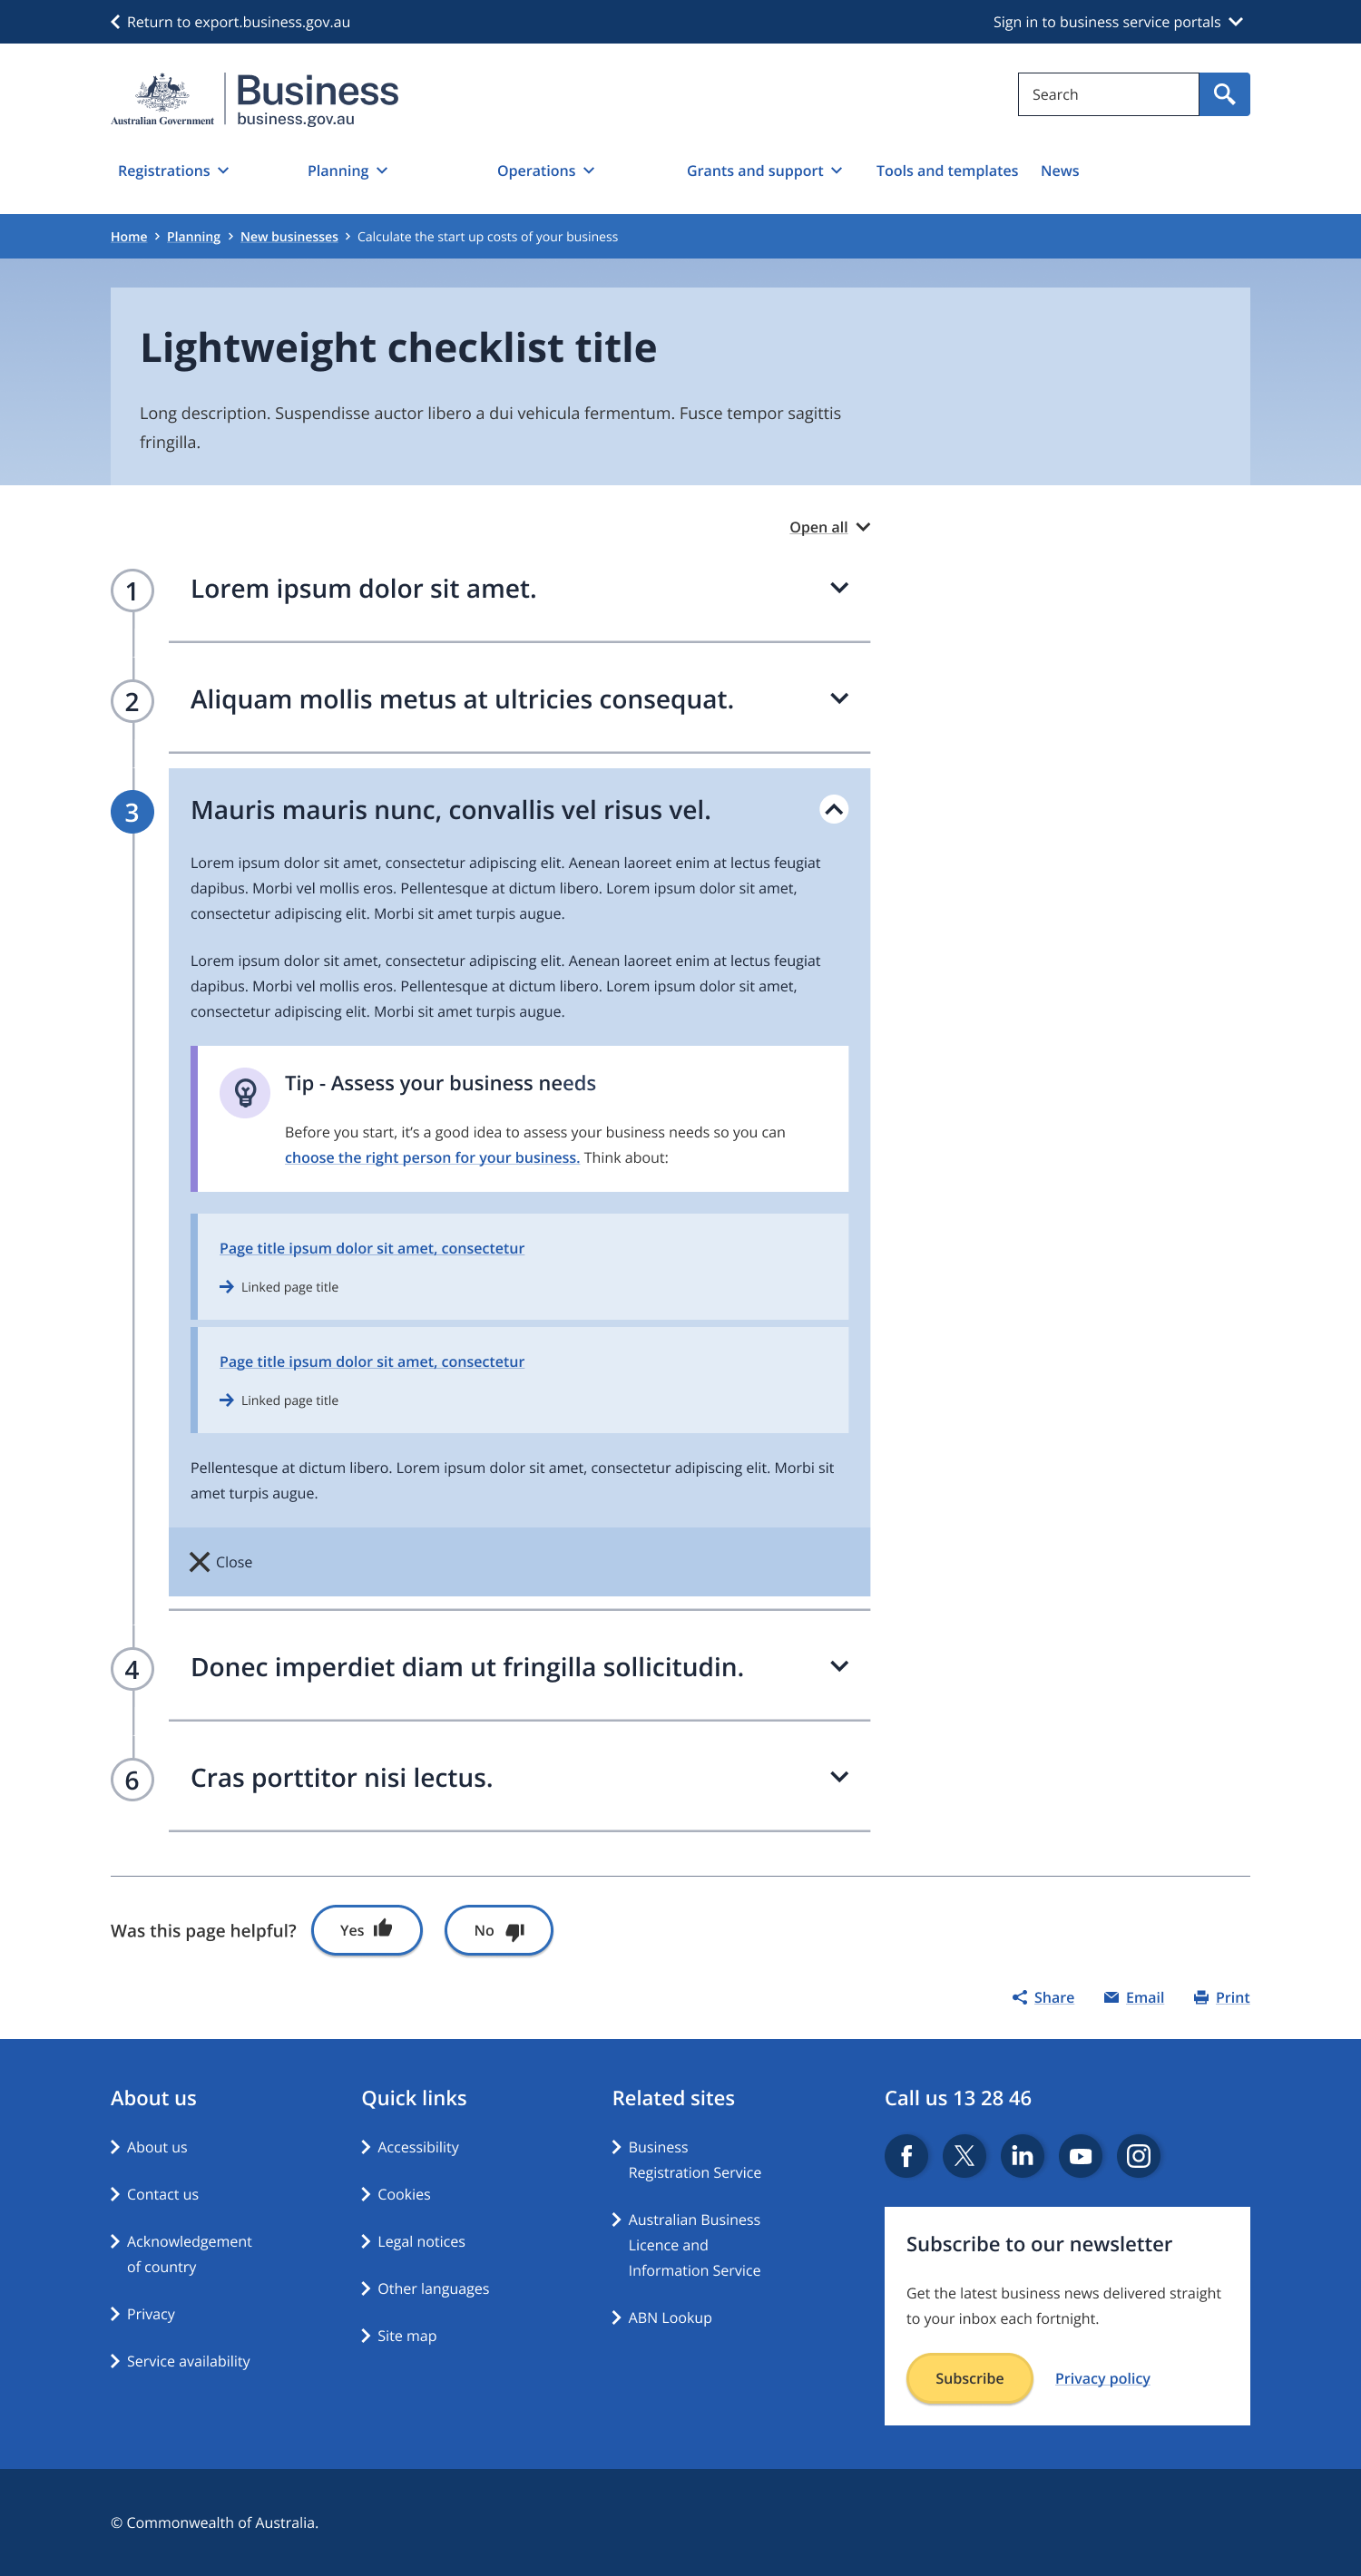 Return to export.business.gov.au
Sign in to business service portals
Australian Government
Business
business.gov.au
Search
Registrations
Planning
Operations
Grants and support
Tools and templates
News
Home
Planning
New businesses
Calculate the start up costs of your business
Lightweight checklist title
Long description. Suspendisse auctor libero a dui vehicula fermentum. Fusce tempor sagittis
fringilla.
Open all
1
Lorem ipsum dolor sit amet.
2
Aliquam mollis metus at ultricies consequat.
3
Mauris mauris nunc, convallis vel risus vel.
Lorem ipsum dolor sit amet, consectetur adipiscing elit. Aenean laoreet enim at lectus feugiat
dapibus. Morbi vel mollis eros. Pellentesque at dictum libero. Lorem ipsum dolor sit amet,
consectetur adipiscing elit. Morbi sit amet turpis augue.
Lorem ipsum dolor sit amet, consectetur adipiscing elit. Aenean laoreet enim at lectus feugiat
dapibus. Morbi vel mollis eros. Pellentesque at dictum libero. Lorem ipsum dolor sit amet,
consectetur adipiscing elit. Morbi sit amet turpis augue.
Tip - Assess your business needs
Before you start, it’s a good idea to assess your business needs so you can
choose the right person for your business. Think about:
Page title ipsum dolor sit amet, consectetur
Linked page title
Page title ipsum dolor sit amet, consectetur
Linked page title
Pellentesque at dictum libero. Lorem ipsum dolor sit amet, consectetur adipiscing elit. Morbi sit
amet turpis augue.
Close
4
Donec imperdiet diam ut fringilla sollicitudin.
6
Cras porttitor nisi lectus.
Was this page helpful?
Yes
No
Share
Email
Print
About us
About us
Contact us
Acknowledgement
of country
Privacy
Service availability
Quick links
Accessibility
Cookies
Legal notices
Other languages
Site map
Related sites
Business
Registration Service
Australian Business
Licence and
Information Service
ABN Lookup
Call us 13 28 46
Subscribe to our newsletter
Get the latest business news delivered straight
to your inbox each fortnight.
Subscribe
Privacy policy
© Commonwealth of Australia.